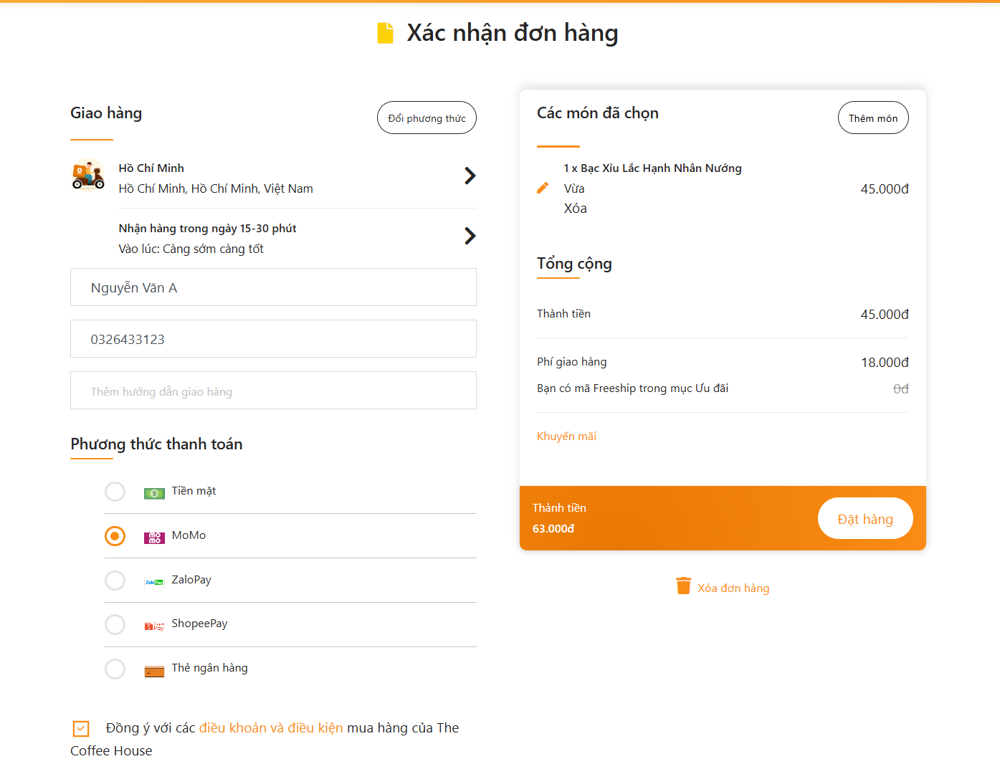 Xác nhận đơn hàng
Giao hàng
Đổi phương thức
Hồ Chí Minh
Hồ Chí Minh, Hồ Chí Minh, Việt Nam
Nhận hàng trong ngày 15-30 phút
Vào lúc: Càng sớm càng tốt
Nguyễn Văn A
0326433123
Thêm hướng dẫn giao hàng
Phương thức thanh toán
Tiền mặt
mo
mo
MoMo
ZaloPay
ZaloPay
Pay
ShopeePay
Thẻ ngân hàng
Đồng ý với các điều khoản và điều kiện mua hàng của The
Coffee House
Các món đã chọn
Thêm món
1 x Bạc Xỉu Lắc Hạnh Nhân Nướng
Vừa
45.000đ
Xóa
Tổng cộng
Thành tiền
45.000đ
Phí giao hàng
18.000đ
Bạn có mã Freeship trong mục Ưu đãi
0đ
Khuyến mãi
Thành tiền
63.000đ
Đặt hàng
Xóa đơn hàng